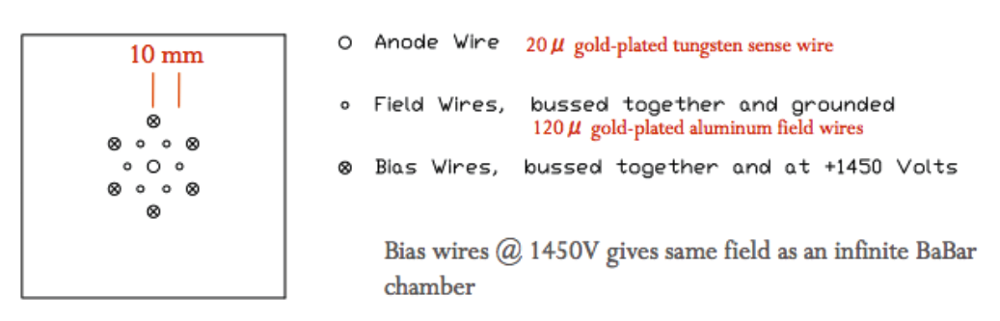 10 mm
Anode Wire 20 μ gold-plated tungsten sense wire
Field Wires, bussed together and grounded
120 μ gold-plated aluminum field wires
Bias Wires, bussed together and at +1450 Volts
Bias wires @ 1450V gives same field as an infinite BaBar
chamber